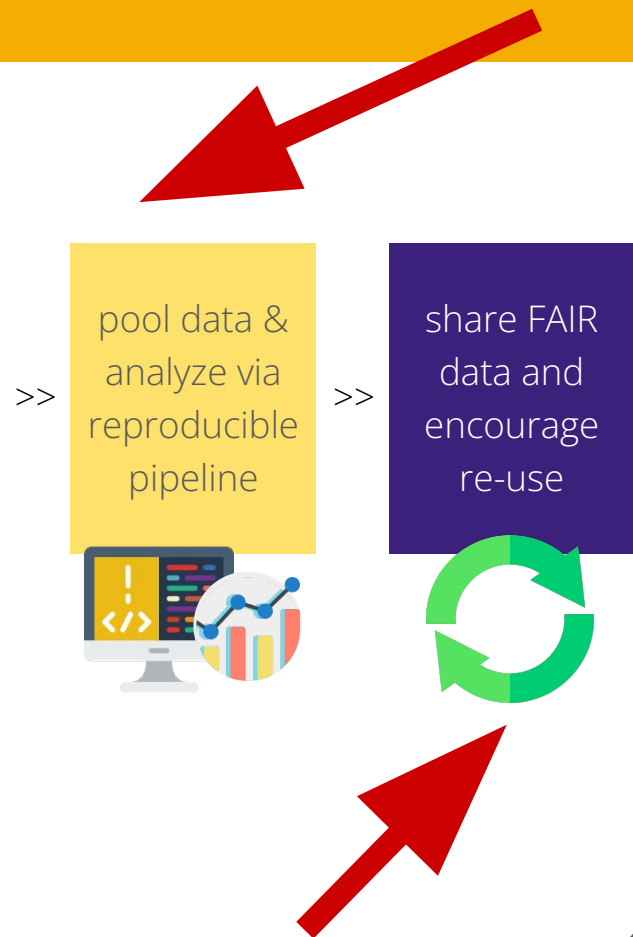 >>
pool data &
analyze via
reproducible
pipeline
>>
share FAIR
data and
encourage
re-use
</>